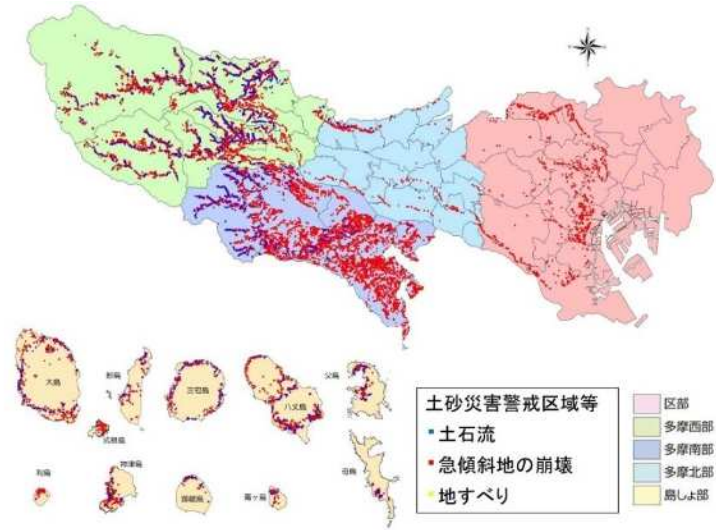 大島
新島
三宅島
八丈島
父島
式根島
利島
神津島
御蔵島
青ヶ島
母島
土砂災害警戒区域等
土石流
急傾斜地の崩壊
地すべり
区部
多摩西部
多摩南部
多摩北部
島しょ部